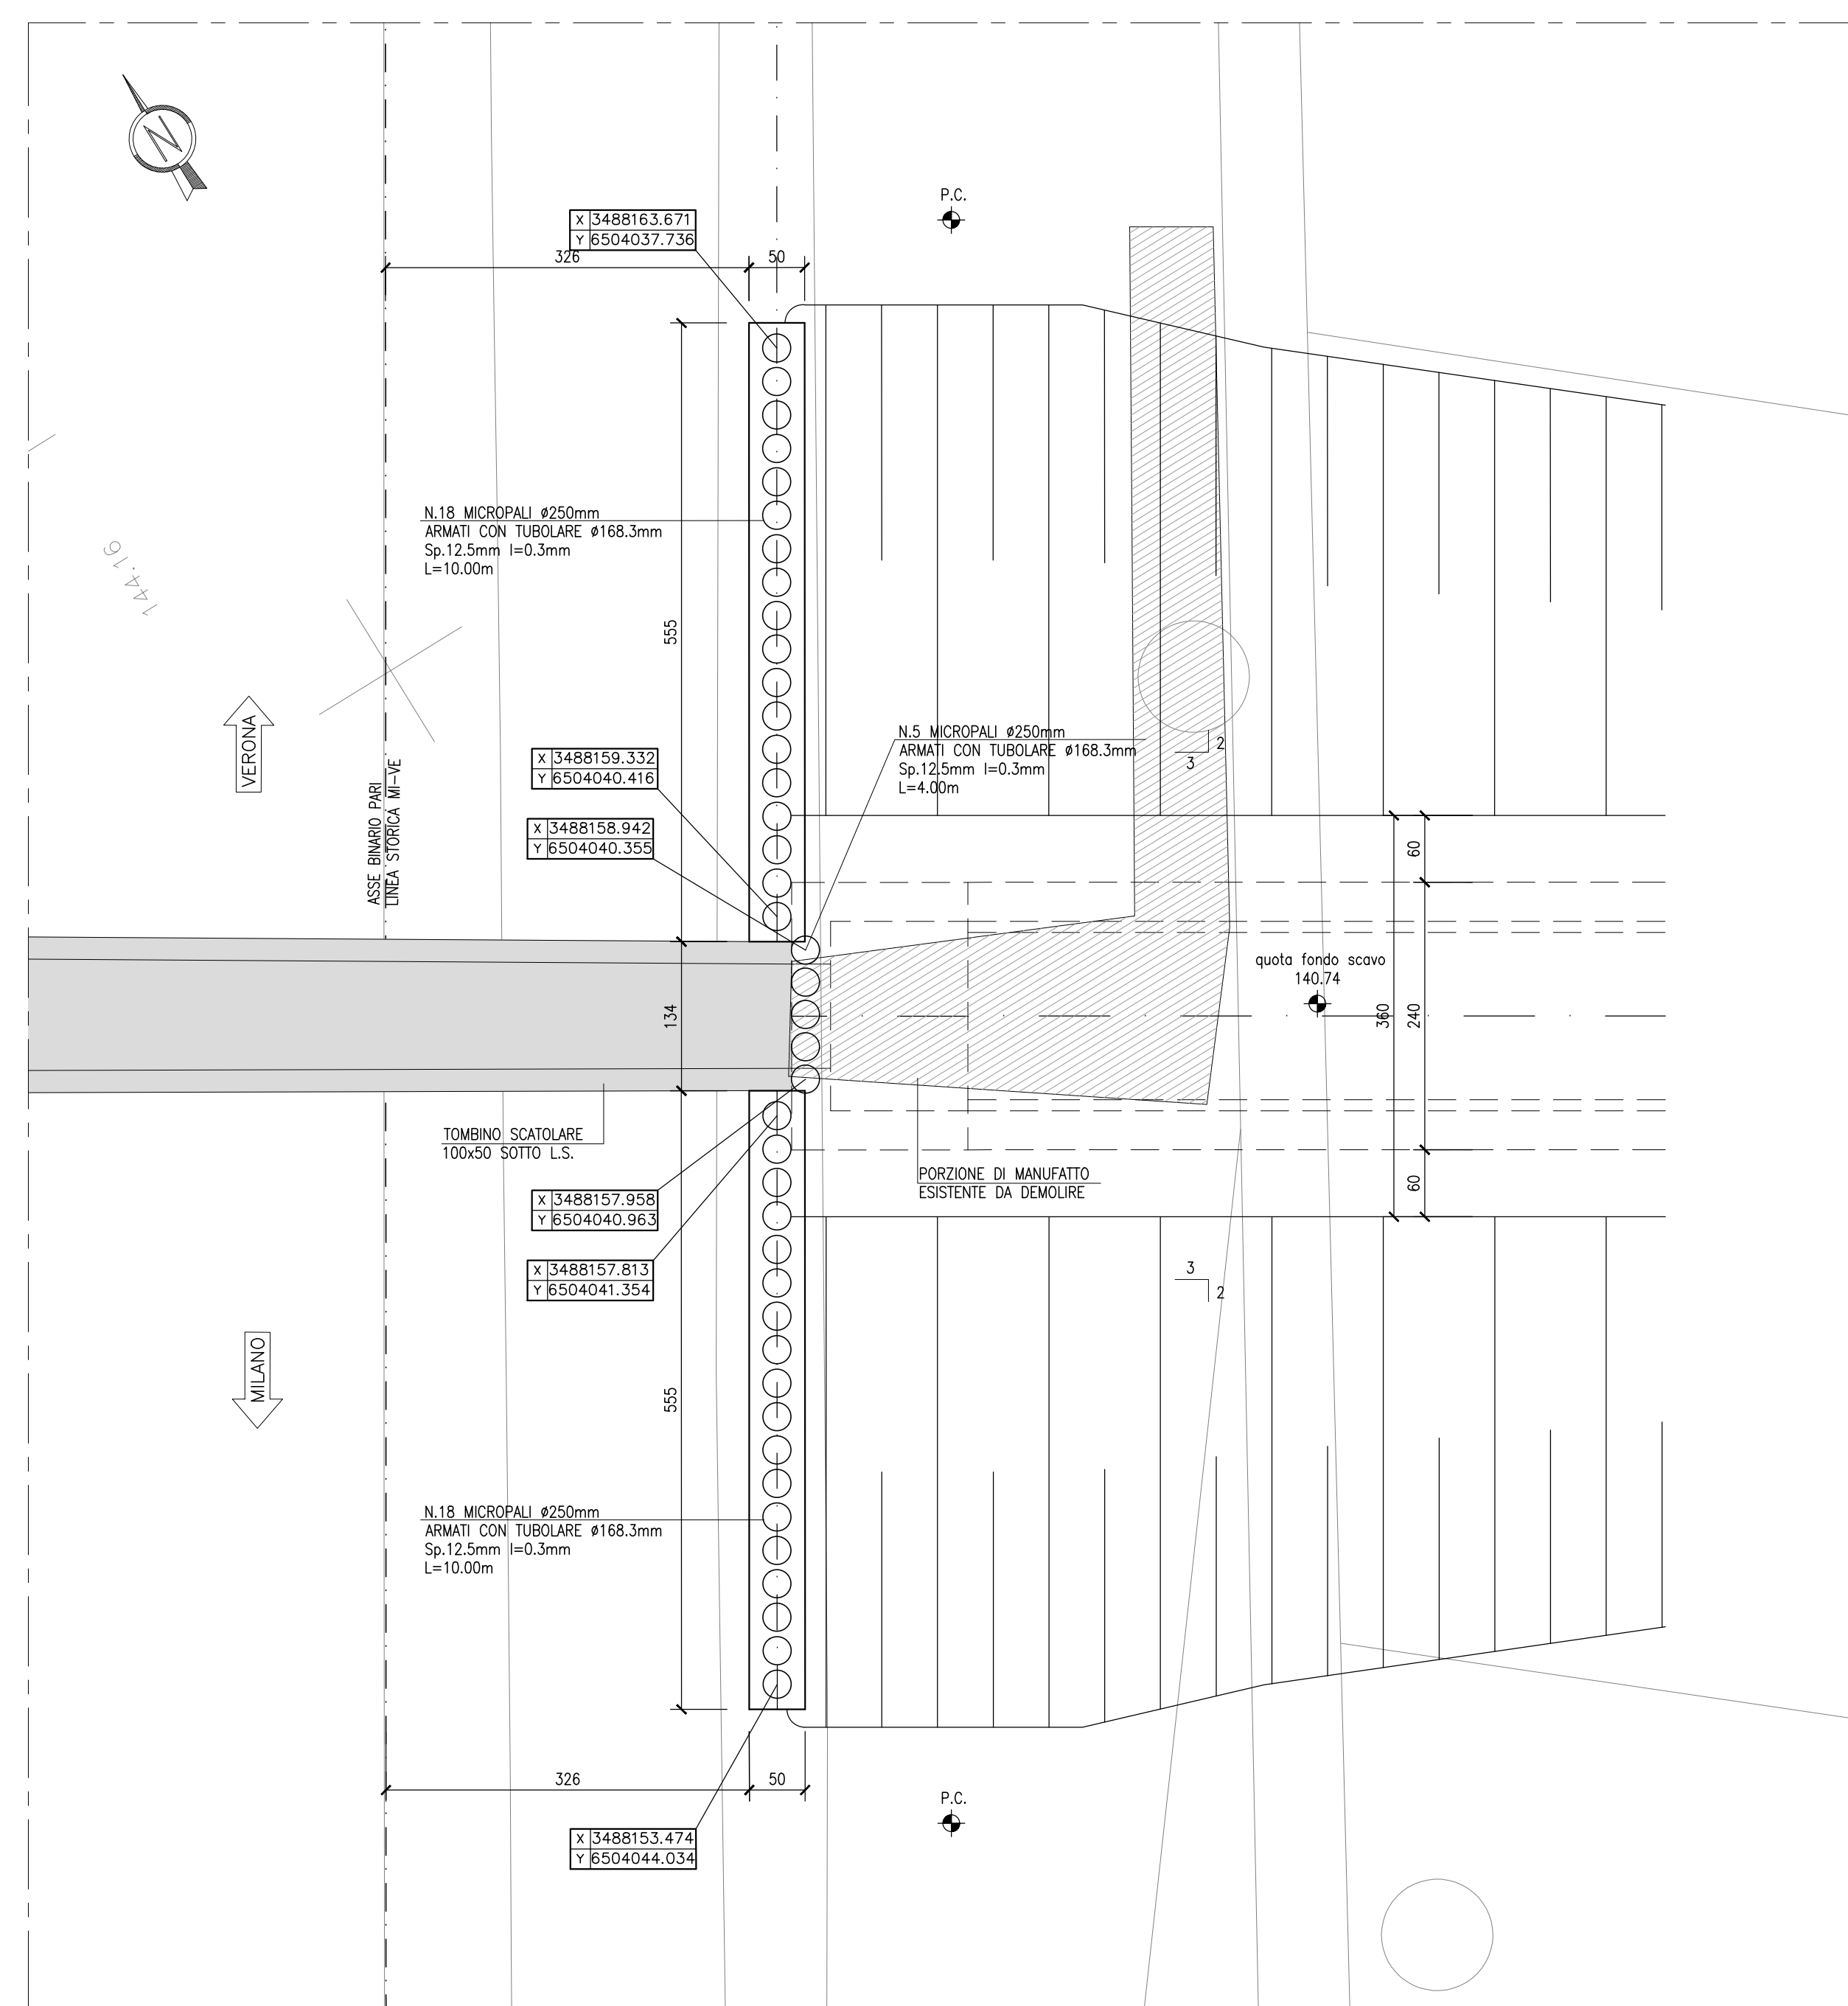 N
P.C.
X 3488163.671
Y 6504037.736
326
50
N.18 MICROPALI ø250mm
ARMATI CON TUBOLARE ø168.3mm
Sp.12.5mm I=0.3mm
L=10.00m
144.16
555
VERONA
ASSE BINARIO PARI
LINEA STORICA MI-VE
N.5 MICROPALI ø250mm
ARMATI CON TUBOLARE ø168.3mm
Sp.12.5mm I=0.3mm
L=4.00m
2
3
X 3488159.332
Y 6504040.416
X 3488158.942
Y 6504040.355
60
quota fondo scavo
140.74
134
360
240
TOMBINO SCATOLARE
100x50 SOTTO L.S.
PORZIONE DI MANUFATTO
ESISTENTE DA DEMOLIRE
60
X 3488157.958
Y 6504040.963
X 3488157.813
Y 6504041.354
3
2
MILANO
555
N.18 MICROPALI ø250mm
ARMATI CON TUBOLARE ø168.3mm
Sp.12.5mm I=0.3mm
L=10.00m
326
50
P.C.
X 3488153.474
Y 6504044.034